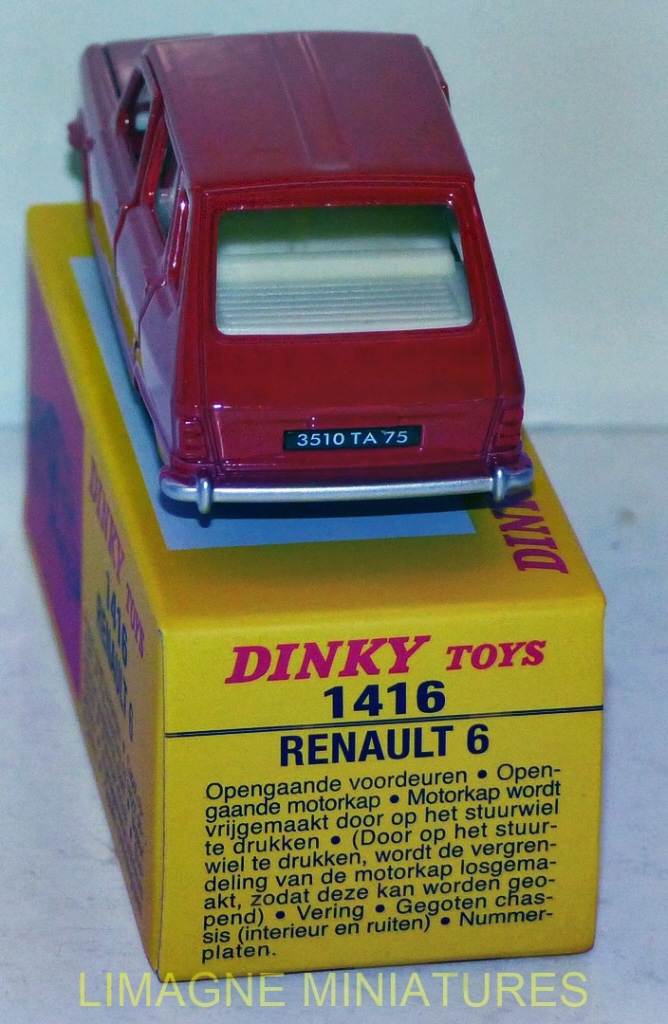 3510 TA 75
DINKY
DINKY TOYS
1416
RENAULT 6
DINKY TOYS
1416
RENAULT 6
Opengaande voordeuren • Open-
gaande motorkap • Motorkap wordt
vrijgemaakt door op het stuurwiel
te drukken • (Door op het stuur-
wiel te drukken, wordt de vergren-
deling van de motorkap losgema-
akt, zodat deze kan worden geo-
pend) • Vering • Gegoten chas-
sis (interieur en ruiten) • Nummer-
platen.
LIMAGNE MINIATURES